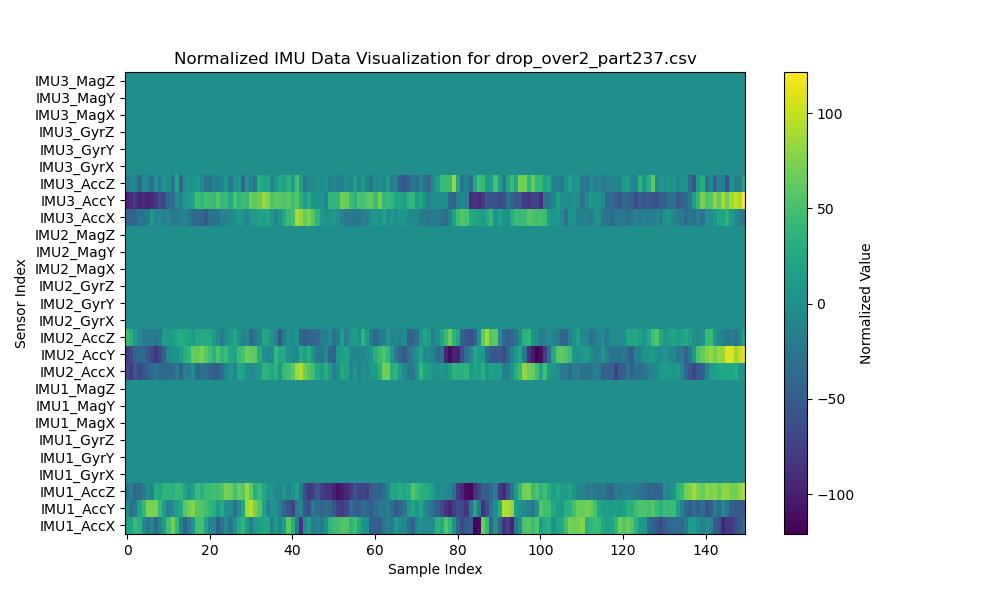 Normalized IMU Data Visualization for drop_over2_part237.csv
IMU3_MagZ
IMU3_MagY
IMU3_MagX
IMU3_GyrZ
IMU3_GyrY
IMU3_GyrX
IMU3_AccZ
IMU3_AccY
IMU3_AccX
IMU2_MagZ
IMU2_MagY
IMU2_MagX
IMU2_GyrZ
IMU2_GyrY
IMU2_GyrX
IMU2_AccZ
IMU2_AccY
IMU2_AccX
IMU1_MagZ
IMU1_MagY
IMU1_MagX
IMU1_GyrZ
IMU1_GyrY
IMU1_GyrX
IMU1_AccZ
IMU1_AccY
IMU1_AccX
Sensor Index
0 20 40 60 80 100 120 140
Sample Index
100
50
0
−50
−100
Normalized Value